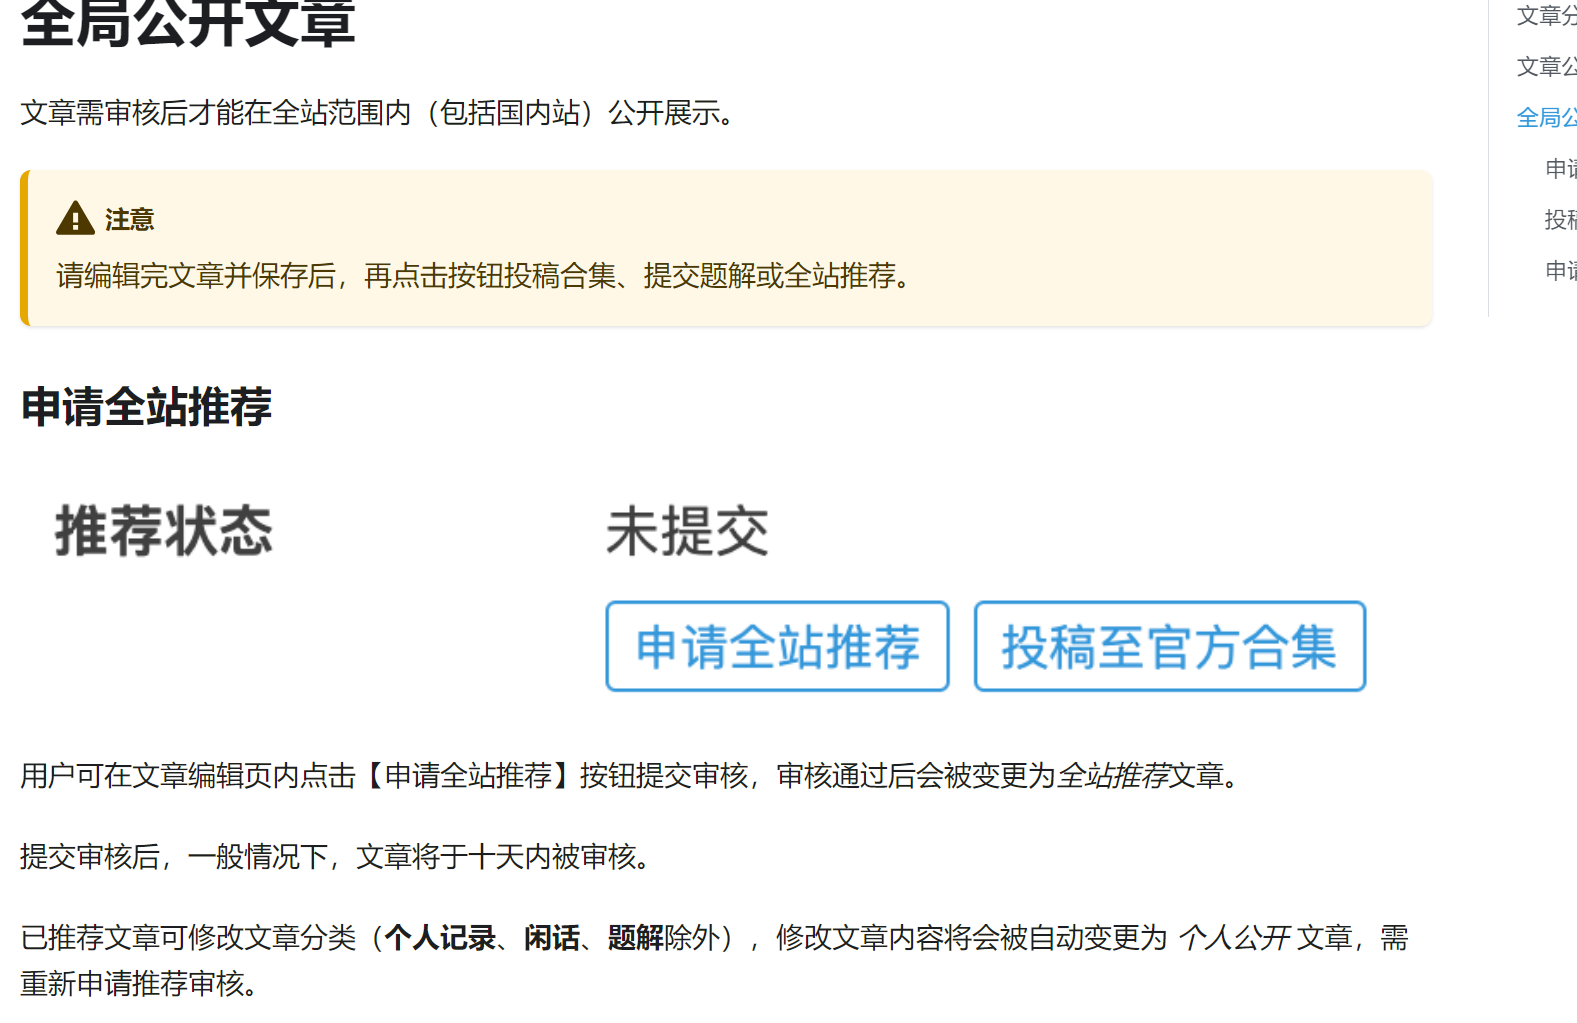 全局公开文章
文章需审核后才能在全站范围内（包括国内站）公开展示。
注意
请编辑完文章并保存后，再点击按钮投稿合集、提交题解或全站推荐。
申请全站推荐
推荐状态
未提交
申请全站推荐
投稿至官方合集
用户可在文章编辑页内点击【申请全站推荐】按钮提交审核，审核通过后会被变更为全站推荐文章。
提交审核后，一般情况下，文章将于十天内被审核。
已推荐文章可修改文章分类（个人记录、闲话、题解除外），修改文章内容将会被自动变更为 个人公开 文章，需
重新申请推荐审核。
文章
文章
全局
申
投
申